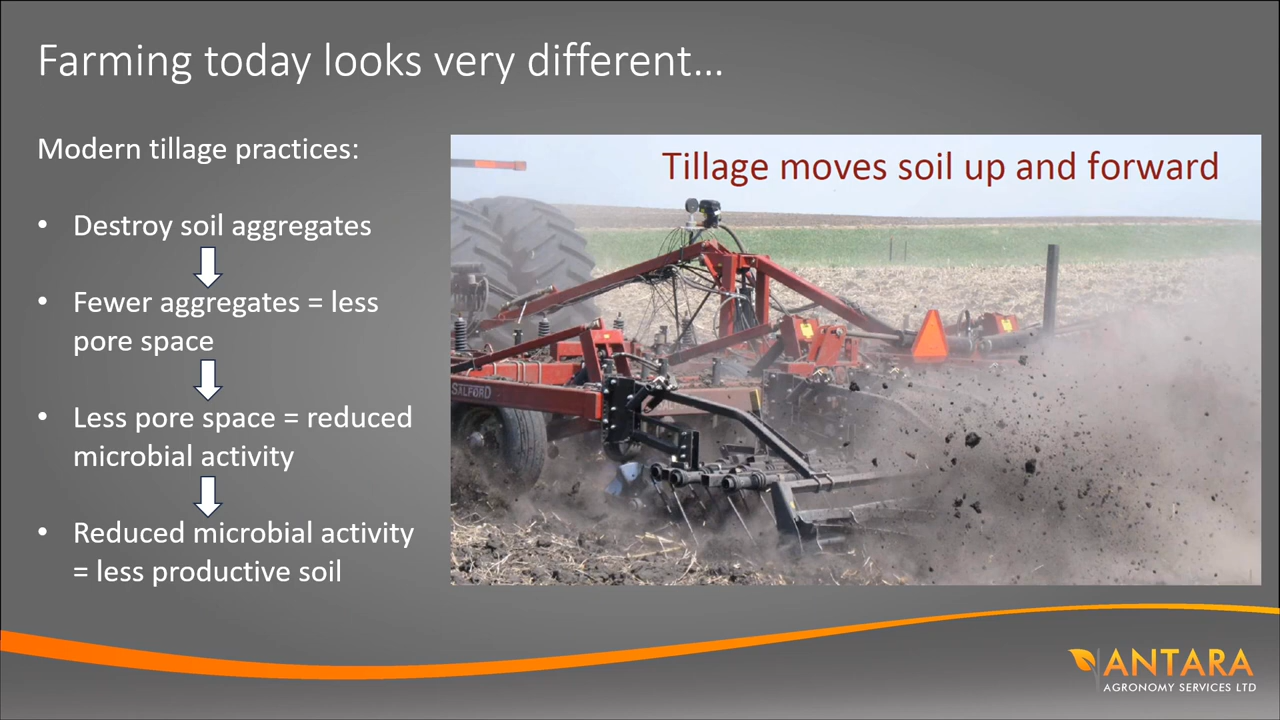 Farming today looks very different...
Modern tillage practices:
• Destroy soil aggregates
• Fewer aggregates = less
pore space
• Less pore space = reduced
microbial activity
• Reduced microbial activity
= less productive soil
Tillage moves soil up and forward
SALFORD
ANTARA
AGRONOMY SERVICES LTD